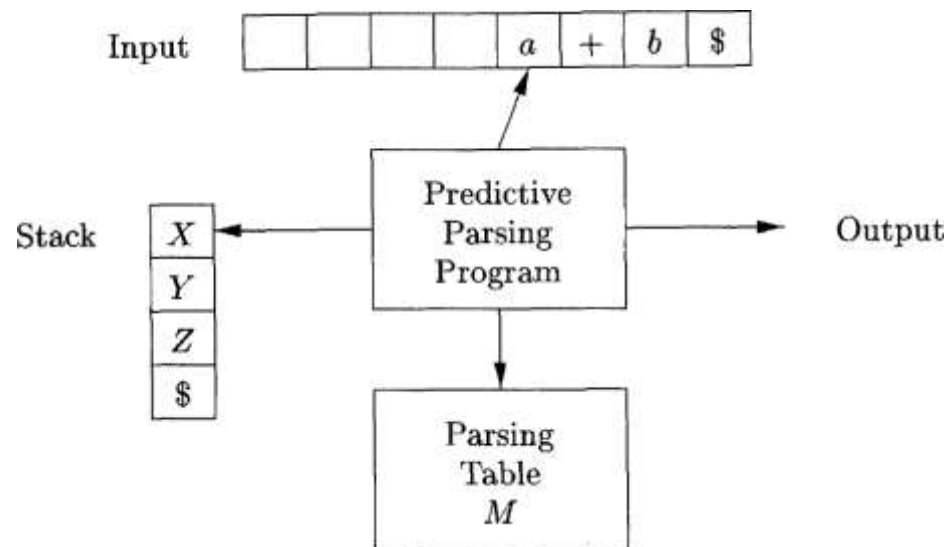 Input a + b $
Predictive
Parsing
Program
Stack X
Output
Y
Z
$
Parsing
Table
M